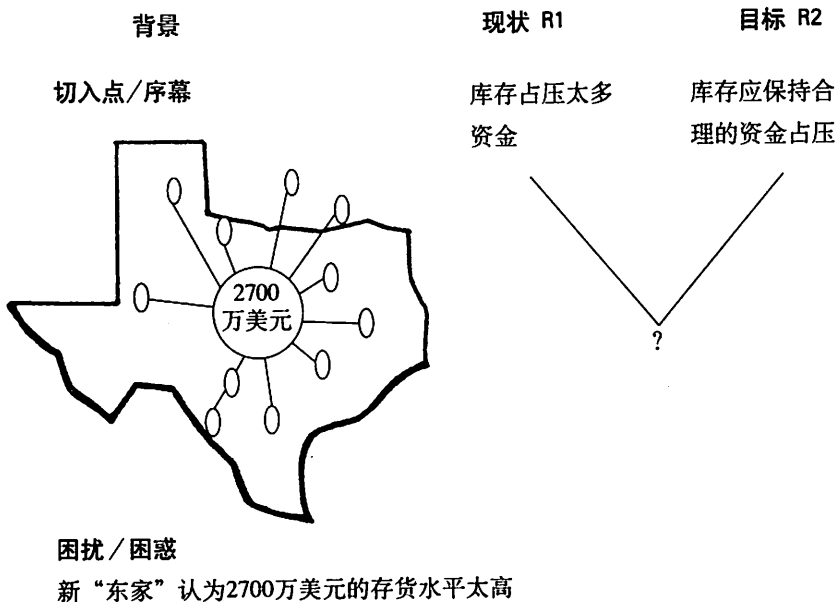 背景
现状 R1
目标 R2
切入点/序幕
库存占压太多
资金
库存应保持合
理的资金占压
2700
万美元
?
困扰/困惑
新“东家”认为2700万美元的存货水平太高